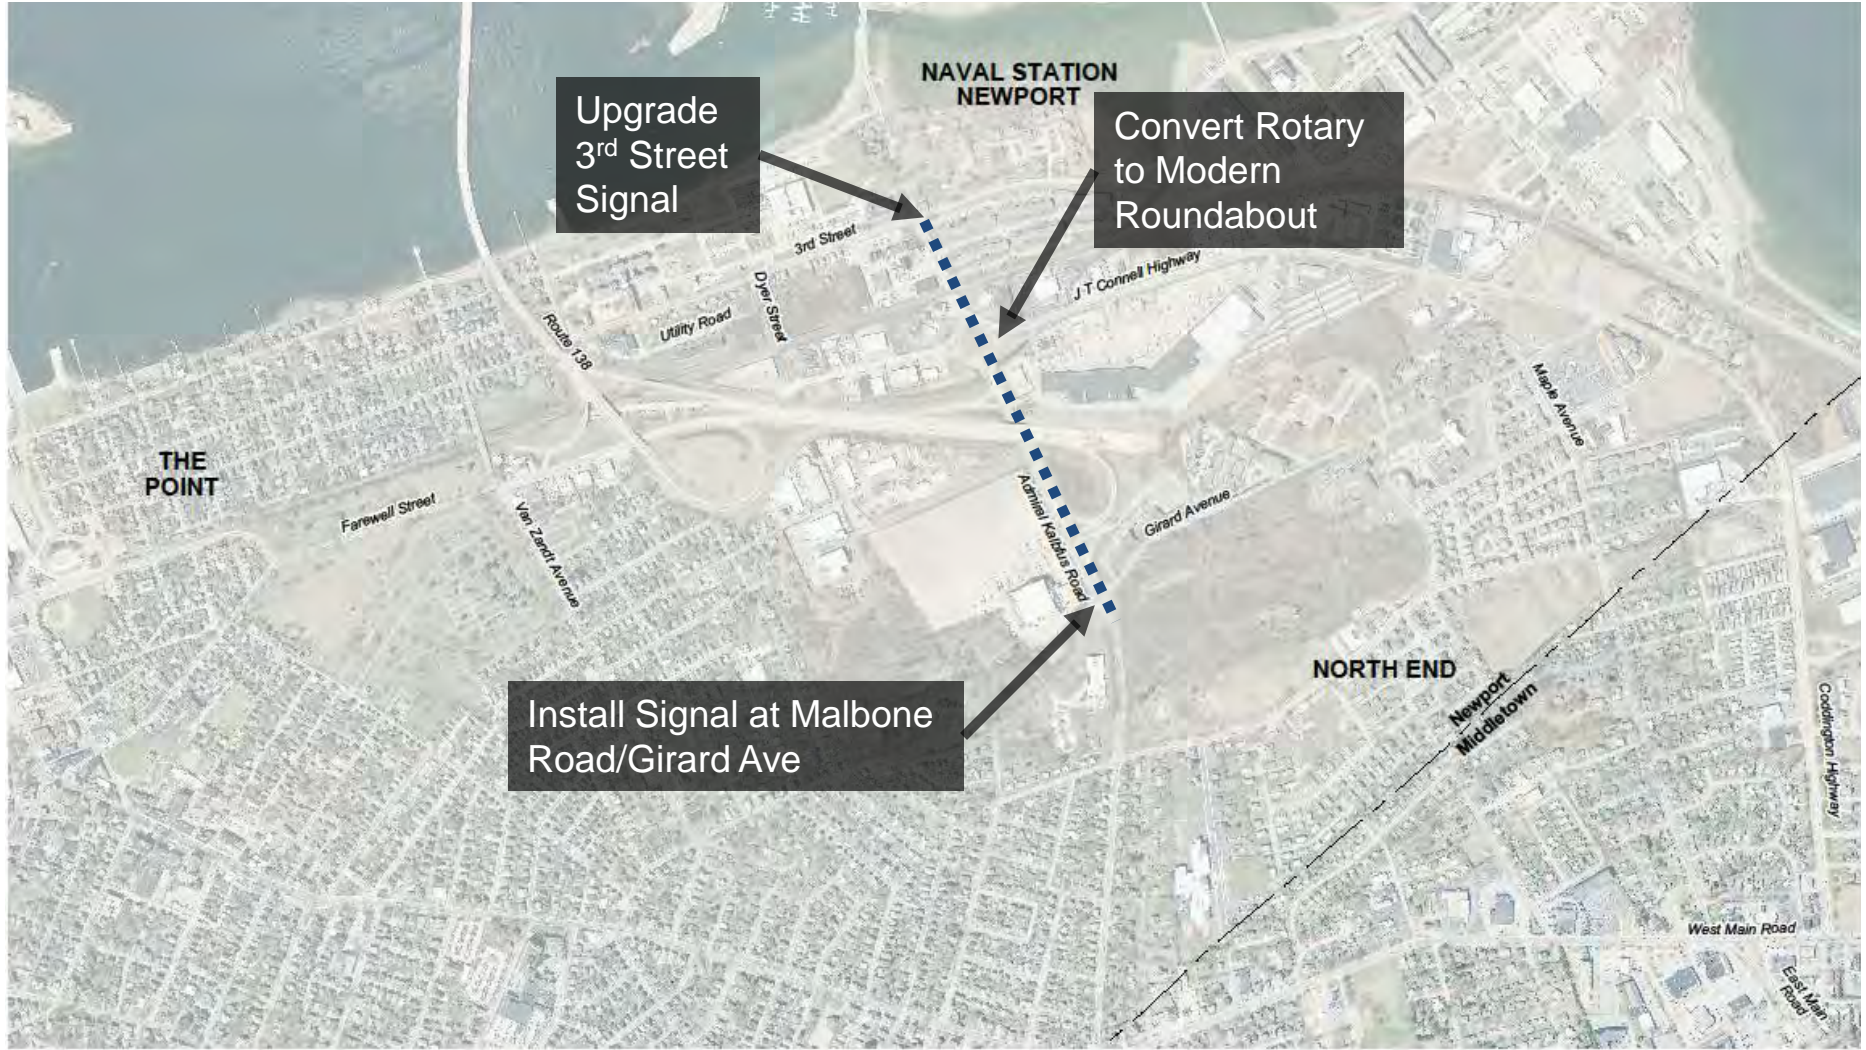 NAVAL STATION
NEWPORT
Upgrade
3rd Street
Signal
Convert Rotary
to Modern
Roundabout
3rd Street
J T Connell Highway
Dyer Street
Utility Road
Route 138
Maple Avenue
THE
POINT
Farewell Street
Van Zandt Avenue
Admiral Kalbfus Road
Girard Avenue
NORTH END
Newport
Middletown
Install Signal at Malbone
Road/Girard Ave
Coddington Highway
West Main Road
East Main
Road